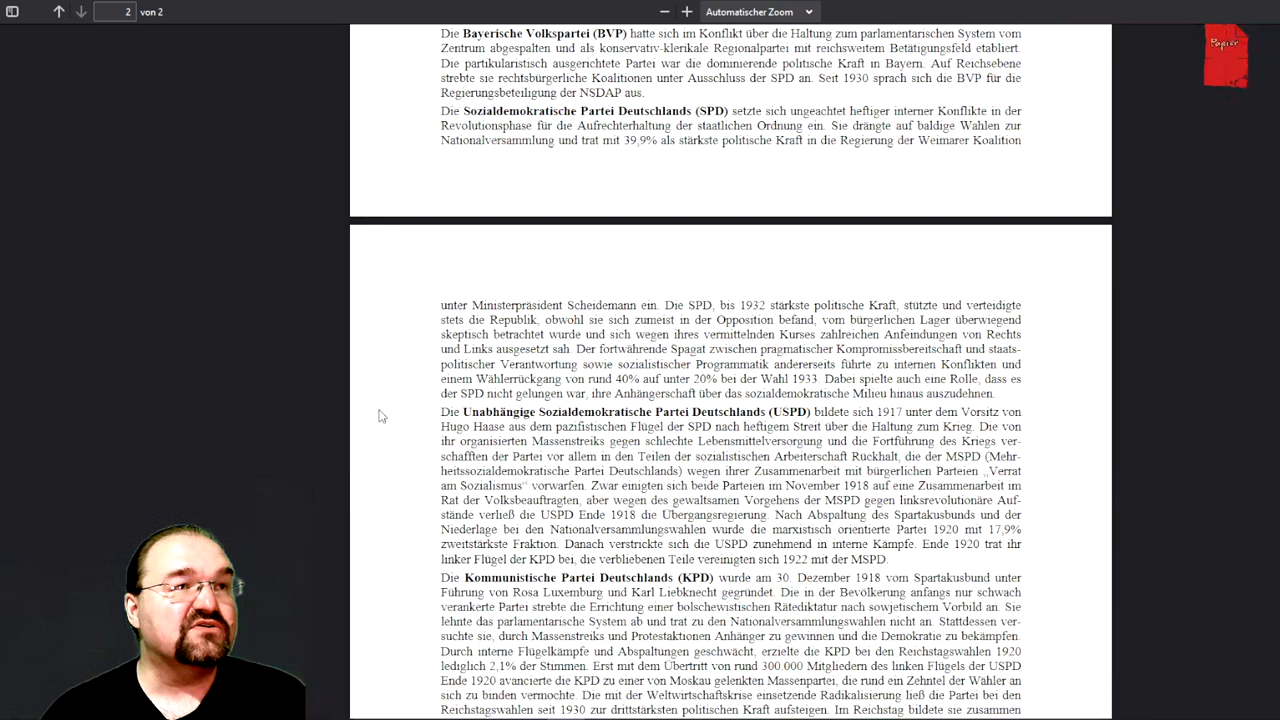 2 von 2 Automatischer Zoom
Papier
Die Bayerische Volkspartei (BVP) hatte sich im Konflikt über die Haltung zum parlamentarischen System vom
Zentrum abgespalten und als konservativ-klerikale Regionalpartei mit reichsweitem Betätigungsfeld etabliert.
Die partikularistisch ausgerichtete Partei war die dominierende politische Kraft in Bayern. Auf Reichsebene
strebte sie rechtsbürgerliche Koalitionen unter Ausschluss der SPD an. Seit 1930 sprach sich die BVP für die
Regierungsbeteiligung der NSDAP aus.
Die Sozialdemokratische Partei Deutschlands (SPD) setzte sich ungeachtet heftiger interner Konflikte in der
Revolutionsphase für die Aufrechterhaltung der staatlichen Ordnung ein. Sie drängte auf baldige Wahlen zur
Nationalversammlung und trat mit 39,9% als stärkste politische Kraft in die Regierung der Weimarer Koalition
unter Ministerpräsident Scheidemann ein. Die SPD, bis 1932 stärkste politische Kraft, stützte und verteidigte
stets die Republik, obwohl sie sich zumeist in der Opposition befand, vom bürgerlichen Lager überwiegend
skeptisch betrachtet wurde und sich wegen ihres vermittelnden Kurses zahlreichen Anfeindungen von Rechts
und Links ausgesetzt sah. Der fortwährende Spagat zwischen pragmatischer Kompromissbereitschaft und staats-
politischer Verantwortung sowie sozialistischer Programmatik andererseits führte zu internen Konflikten und
einem Wählerrückgang von rund 40% auf unter 20% bei der Wahl 1933. Dabei spielte auch eine Rolle, dass es
der SPD nicht gelungen war, ihre Anhängerschaft über das sozialdemokratische Milieu hinaus auszudehnen.
Die Unabhängige Sozialdemokratische Partei Deutschlands (USPD) bildete sich 1917 unter dem Vorsitz von
Hugo Haase aus dem pazifistischen Flügel der SPD nach heftigem Streit über die Haltung zum Krieg. Die von
ihr organisierten Massenstreiks gegen schlechte Lebensmittelversorgung und die Fortführung des Kriegs ver-
schafften der Partei vor allem in den Teilen der sozialistischen Arbeiterschaft Rückhalt, die der MSPD (Mehr-
heitssozialdemokratische Partei Deutschlands) wegen ihrer Zusammenarbeit mit bürgerlichen Parteien „Verrat
am Sozialismus“ vorwarfen. Zwar einigten sich beide Parteien im November 1918 auf eine Zusammenarbeit im
Rat der Volksbeauftragten, aber wegen des gewaltsamen Vorgehens der MSPD gegen linksrevolutionäre Auf-
stände verließ die USPD Ende 1918 die Übergangsregierung. Nach Abspaltung des Spartakusbunds und der
Niederlage bei den Nationalversammlungswahlen wurde die marxistisch orientierte Partei 1920 mit 17,9%
zweitstärkste Fraktion. Danach verstrickte sich die USPD zunehmend in interne Kämpfe. Ende 1920 trat ihr
linker Flügel der KPD bei, die verbliebenen Teile vereinigten sich 1922 mit der MSPD.
Die Kommunistische Partei Deutschlands (KPD) wurde am 30. Dezember 1918 vom Spartakusbund unter
Führung von Rosa Luxemburg und Karl Liebknecht gegründet. Die in der Bevölkerung anfangs nur schwach
verankerte Partei strebte die Errichtung einer bolschewistischen Rätediktatur nach sowjetischem Vorbild an. Sie
lehnte das parlamentarische System ab und trat zu den Nationalversammlungswahlen nicht an. Stattdessen ver-
suchte sie, durch Massenstreiks und Protestaktionen Anhänger zu gewinnen und die Demokratie zu bekämpfen.
Durch interne Flügelkämpfe und Abspaltungen geschwächt, erzielte die KPD bei den Reichstagswahlen 1920
lediglich 2,1% der Stimmen. Erst mit dem Übertritt von rund 300.000 Mitgliedern des linken Flügels der USPD
Ende 1920 avancierte die KPD zu einer von Moskau gelenkten Massenpartei, die rund ein Zehntel der Wähler an
sich zu binden vermochte. Die mit der Weltwirtschaftskrise einsetzende Radikalisierung ließ die Partei bei den
Reichstagswahlen seit 1930 zur drittstärksten politischen Kraft aufsteigen. Im Reichstag bildete sie zusammen